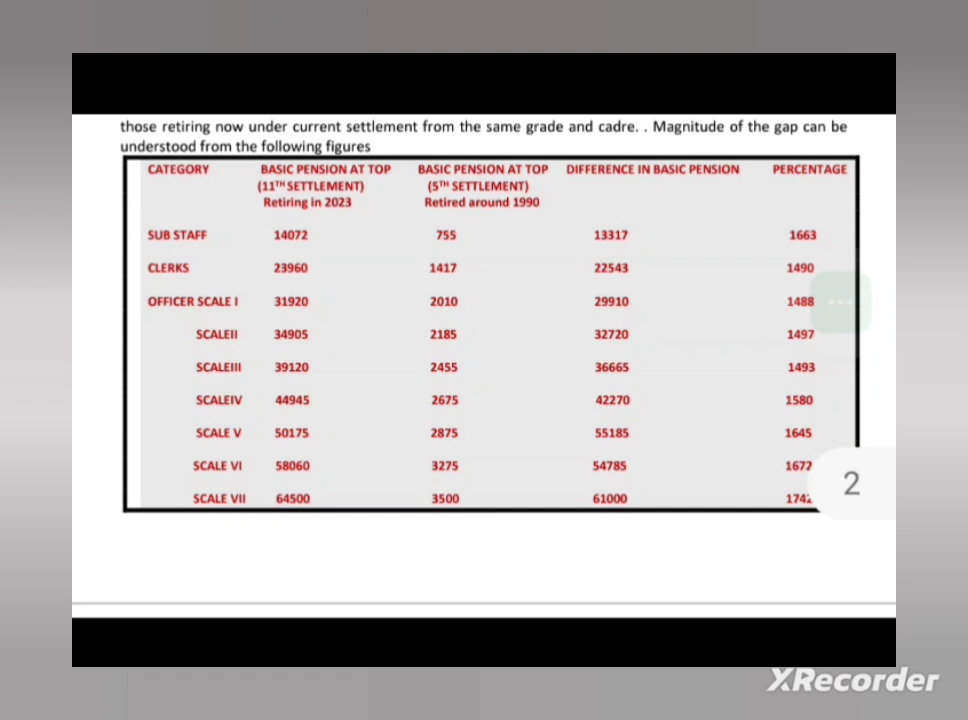 those retiring now under current settlement from the same grade and cadre. . Magnitude of the gap can be
understood from the following figures
CATEGORY BASIC PENSION AT TOP BASIC PENSION AT TOP DIFFERENCE IN BASIC PENSION PERCENTAGE
(11TH SETTLEMENT) (5TH SETTLEMENT)
Retiring in 2023 Retired around 1990
SUB STAFF 14072 755 13317 1663
CLERKS 23960 1417 22543 1490
OFFICER SCALE I 31920 2010 29910 1488
SCALEII 34905 2185 32720 1497
SCALEIII 39120 2455 36665 1493
SCALEIV 44945 2675 42270 1580
SCALE V 50175 2875 55185 1645
SCALE VI 58060 3275 54785 1672
SCALE VII 64500 3500 61000
2
XRecorder